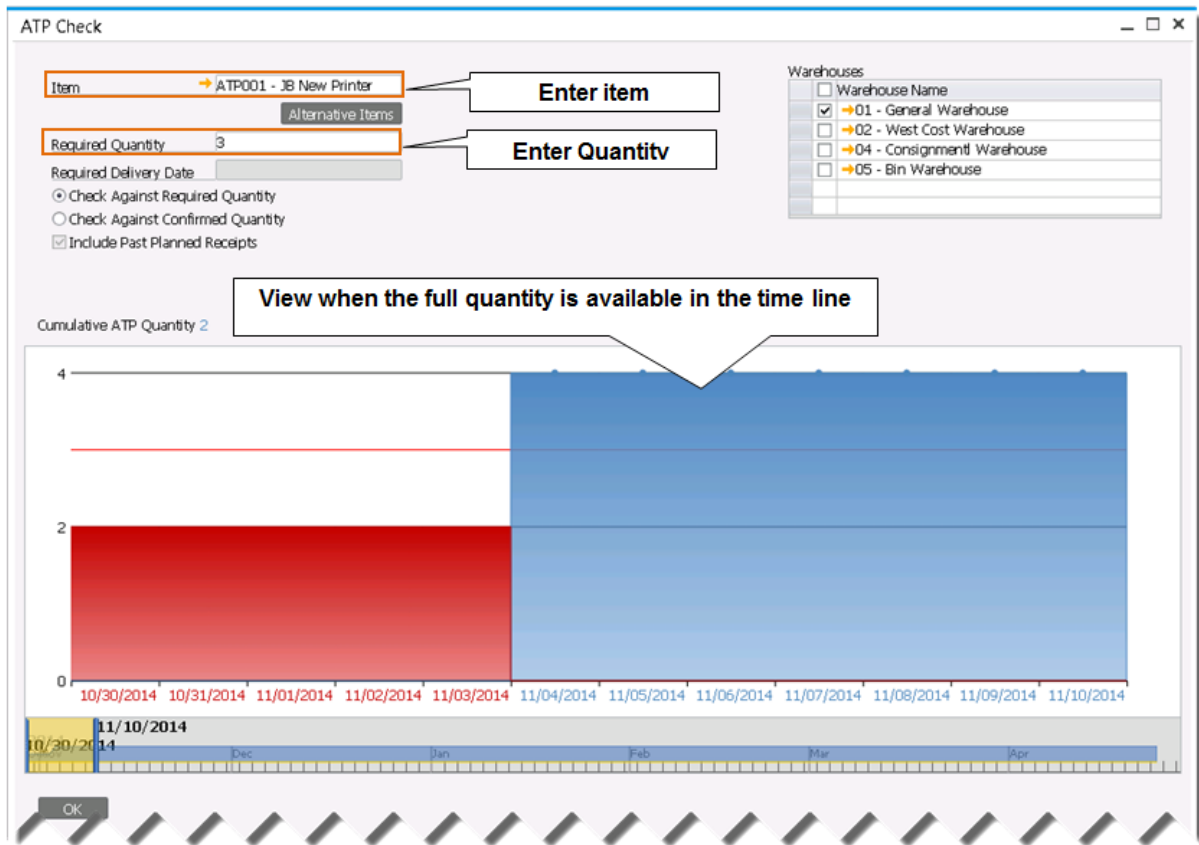 ATP Check
Item ATP001 - JB New Printer
Enter item
Alternative Items
Required Quantity 3
Enter Quantity
Required Delivery Date
Check Against Required Quantity
Check Against Confirmed Quantity
Include Past Planned Receipts
Warehouses
Warehouse Name
01 - General Warehouse
02 - West Cost Warehouse
04 - Consignmentl Warehouse
05 - Bin Warehouse
View when the full quantity is available in the time line
Cumulative ATP Quantity 2
4
2
0
10/30/2014 10/31/2014 11/01/2014 11/02/2014 11/03/2014 11/04/2014 11/05/2014 11/06/2014 11/07/2014 11/08/2014 11/09/2014 11/10/2014
11/10/2014
10/30/2014
Dec Jan Feb Mar Apr
OK